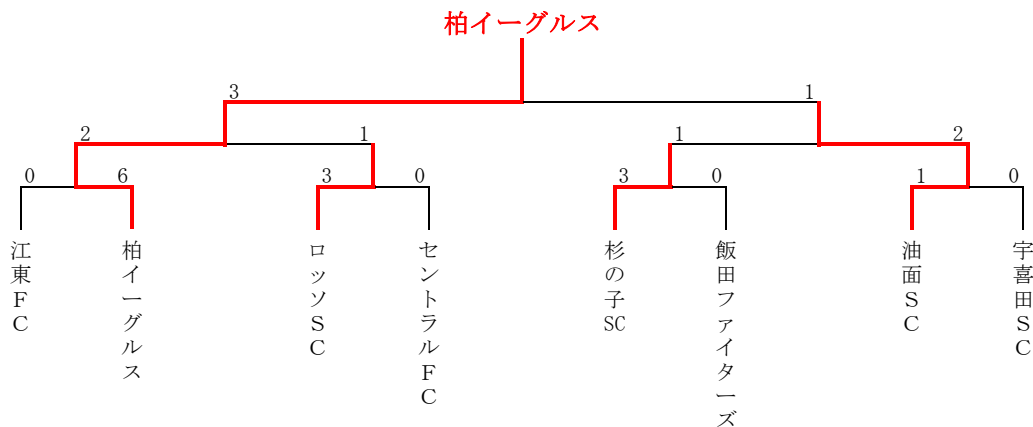 柏イーグルス
3 1
2 1 1 2
0 6 3 0 3 0 1 0
江東ＦＣ
柏イーグルス
ロッソＳＣ
セントラルＦＣ
杉の子SC
飯田ファイターズ
油面ＳＣ
宇喜田ＳＣ